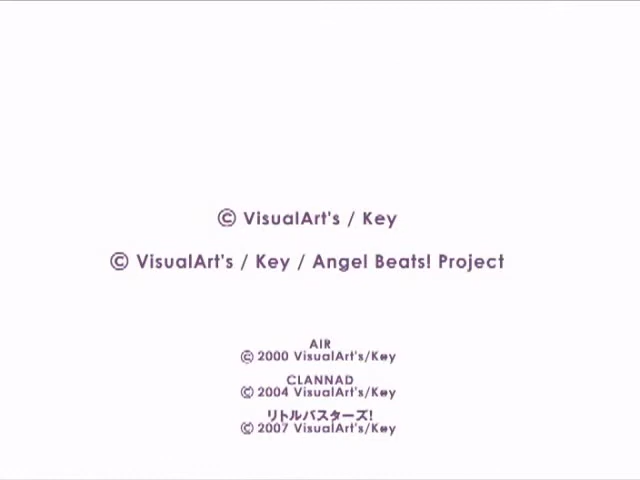 © VisualArt's / Key
© VisualArt's / Key / Angel Beats! Project
AIR
© 2000 VisualArt's/Key
CLANNAD
© 2004 VisualArt's/Key
リトルバスターズ!
© 2007 VisualArt's/Key